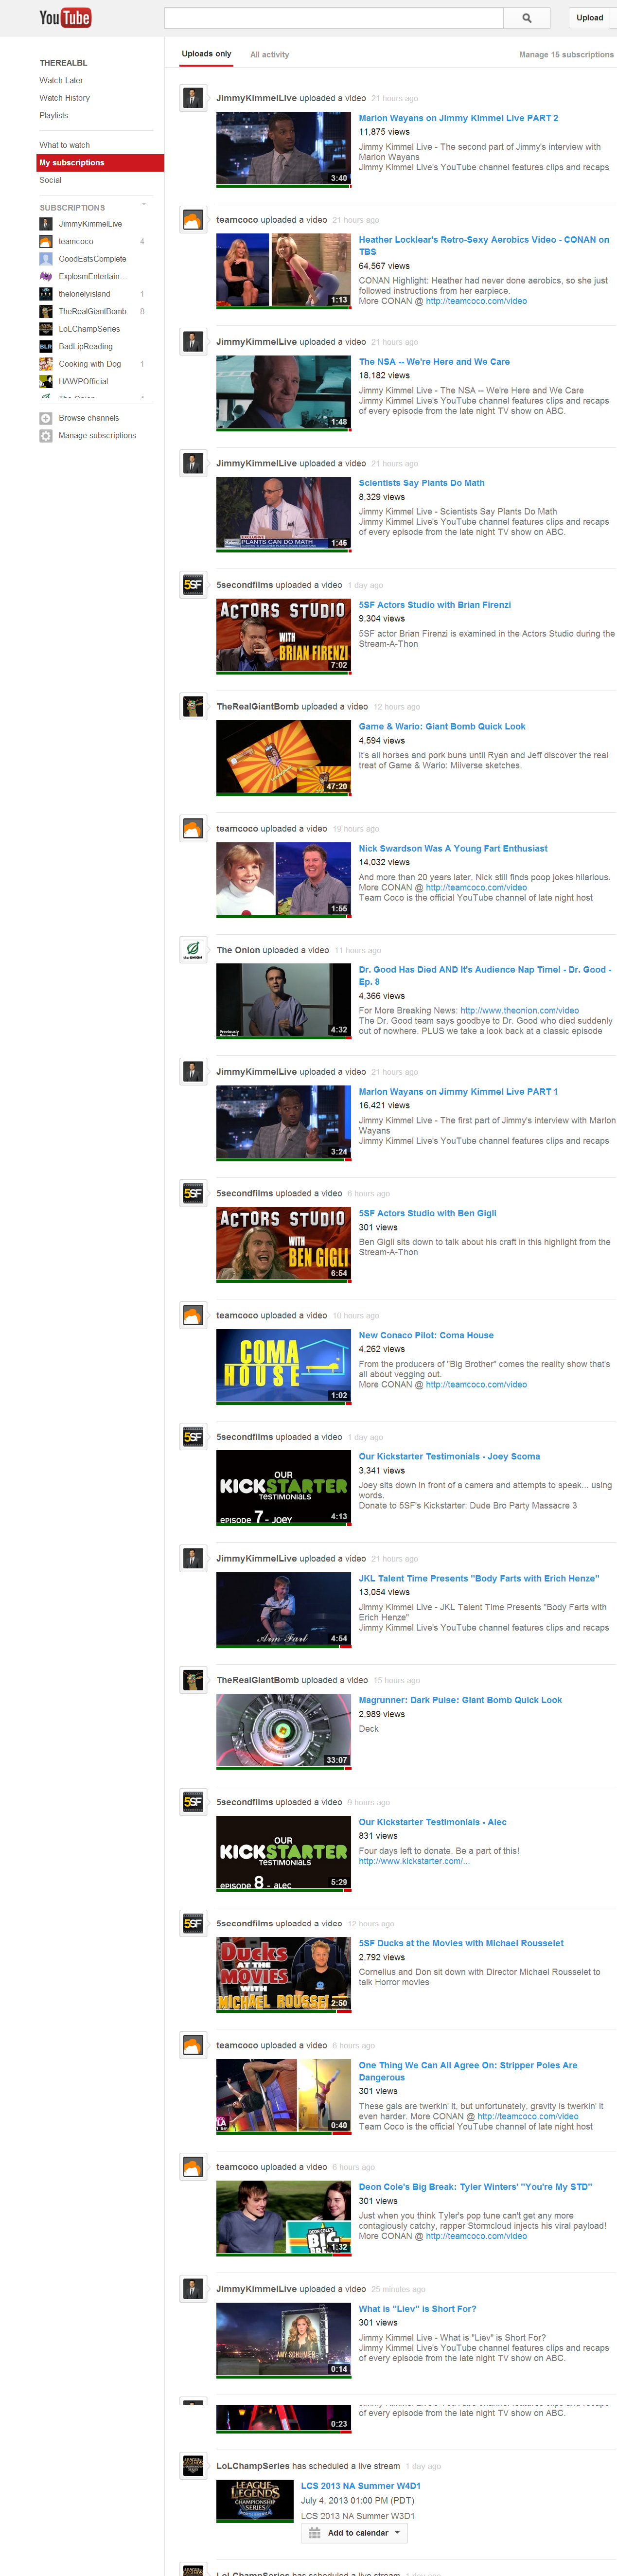 YouTube
Upload
THEREALBL
Watch Later
Watch History
Playlists
What to watch
My subscriptions
Social
SUBSCRIPTIONS
JimmyKimmelLive
teamcoco 4
GoodEatsComplete
ExplosmEntertain…
thelonelyisland 1
TheRealGiantBomb 8
LoLChampSeries
BLR BadLipReading
Cooking with Dog 1
HAWPOfficial
The Onion
Browse channels
Manage subscriptions
Uploads only
All activity
Manage 15 subscriptions
JimmyKimmelLive uploaded a video 21 hours ago
3:40
Marlon Wayans on Jimmy Kimmel Live PART 2
11,875 views
Jimmy Kimmel Live - The second part of Jimmy's interview with
Marlon Wayans
Jimmy Kimmel Live's YouTube channel features clips and recaps
teamcoco uploaded a video 21 hours ago
1:13
Heather Locklear's Retro-Sexy Aerobics Video - CONAN on
TBS
64,567 views
CONAN Highlight: Heather had never done aerobics, so she just
followed instructions from her earpiece.
More CONAN @ http://teamcoco.com/video
JimmyKimmelLive uploaded a video 21 hours ago
1:48
The NSA -- We're Here and We Care
18,182 views
Jimmy Kimmel Live - The NSA -- We're Here and We Care
Jimmy Kimmel Live's YouTube channel features clips and recaps
of every episode from the late night TV show on ABC.
JimmyKimmelLive uploaded a video 21 hours ago
PLANTS CAN DO MATH
1:46
Scientists Say Plants Do Math
8,329 views
Jimmy Kimmel Live - Scientists Say Plants Do Math
Jimmy Kimmel Live's YouTube channel features clips and recaps
of every episode from the late night TV show on ABC.
5SF
5secondfilms uploaded a video 1 day ago
ACTORS STUDIO
WITH
BRIAN FIRENZI
7:02
5SF Actors Studio with Brian Firenzi
9,304 views
5SF actor Brian Firenzi is examined in the Actors Studio during the
Stream-A-Thon
TheRealGiantBomb uploaded a video 12 hours ago
47:20
Game & Wario: Giant Bomb Quick Look
4,594 views
It's all horses and pork buns until Ryan and Jeff discover the real
treat of Game & Wario: Miiverse sketches.
teamcoco uploaded a video 19 hours ago
1:55
Nick Swardson Was A Young Fart Enthusiast
14,032 views
And more than 20 years later, Nick still finds poop jokes hilarious.
More CONAN @ http://teamcoco.com/video
Team Coco is the official YouTube channel of late night host
the ONION
The Onion uploaded a video 11 hours ago
Previously Recorded
4:32
Dr. Good Has Died AND It's Audience Nap Time! - Dr. Good -
Ep. 8
4,366 views
For More Breaking News: http://www.theonion.com/video
The Dr. Good team says goodbye to Dr. Good who died suddenly
out of nowhere. PLUS we take a look back at a classic episode
JimmyKimmelLive uploaded a video 21 hours ago
3:24
Marlon Wayans on Jimmy Kimmel Live PART 1
16,421 views
Jimmy Kimmel Live - The first part of Jimmy's interview with Marlon
Wayans
Jimmy Kimmel Live's YouTube channel features clips and recaps
5SF
5secondfilms uploaded a video 6 hours ago
ACTORS STUDIO
WITH
BEN GIGLI
6:54
5SF Actors Studio with Ben Gigli
301 views
Ben Gigli sits down to talk about his craft in this highlight from the
Stream-A-Thon
teamcoco uploaded a video 10 hours ago
COMA
HOUSE
1:02
New Conaco Pilot: Coma House
4,262 views
From the producers of "Big Brother" comes the reality show that's
all about vegging out.
More CONAN @ http://teamcoco.com/video
5SF
5secondfilms uploaded a video 1 day ago
OUR
KICKSTARTER
TESTIMONIALS
EPISODE 7 - JOEY
4:13
Our Kickstarter Testimonials - Joey Scoma
3,341 views
Joey sits down in front of a camera and attempts to speak... using
words.
Donate to 5SF's Kickstarter: Dude Bro Party Massacre 3
JimmyKimmelLive uploaded a video 21 hours ago
Arm Fart
4:54
JKL Talent Time Presents "Body Farts with Erich Henze"
13,054 views
Jimmy Kimmel Live - JKL Talent Time Presents "Body Farts with
Erich Henze"
Jimmy Kimmel Live's YouTube channel features clips and recaps
TheRealGiantBomb uploaded a video 15 hours ago
33:07
Magrunner: Dark Pulse: Giant Bomb Quick Look
2,989 views
Deck
5SF
5secondfilms uploaded a video 9 hours ago
OUR
KICKSTARTER
TESTIMONIALS
EPISODE 8 - ALEC
5:29
Our Kickstarter Testimonials - Alec
831 views
Four days left to donate. Be a part of this!
http://www.kickstarter.com/...
5SF
5secondfilms uploaded a video 12 hours ago
Ducks
AT THE
MOVIES
WITH
MICHAEL ROUSSEL
2:50
5SF Ducks at the Movies with Michael Rousselet
2,792 views
Cornelius and Don sit down with Director Michael Rousselet to
talk Horror movies
teamcoco uploaded a video 6 hours ago
0:40
One Thing We Can All Agree On: Stripper Poles Are
Dangerous
301 views
These gals are twerkin' it, but unfortunately, gravity is twerkin' it
even harder. More CONAN @ http://teamcoco.com/video
Team Coco is the official YouTube channel of late night host
teamcoco uploaded a video 6 hours ago
DEON COLE'S
BIG
1:32
Deon Cole's Big Break: Tyler Winters' "You're My STD"
301 views
Just when you think Tyler's pop tune can't get any more
contagiously catchy, rapper Stormcloud injects his viral payload!
More CONAN @ http://teamcoco.com/video
JimmyKimmelLive uploaded a video 25 minutes ago
AMY SCHUMER
0:14
What is "Liev" is Short For?
301 views
Jimmy Kimmel Live - What is "Liev" is Short For?
Jimmy Kimmel Live's YouTube channel features clips and recaps
of every episode from the late night TV show on ABC.
0:23
Jimmy Kimmel Live's YouTube channel features clips and recaps
of every episode from the late night TV show on ABC.
LoLChampSeries has scheduled a live stream 1 day ago
LEAGUE
LEGENDS
CHAMPIONSHIP
SERIES
NORTH AMERICA
LCS 2013 NA Summer W4D1
July 4, 2013 01:00 PM (PDT)
LCS 2013 NA Summer W3D1
Add to calendar
LoLChampSeries has scheduled a live stream 1 day ago